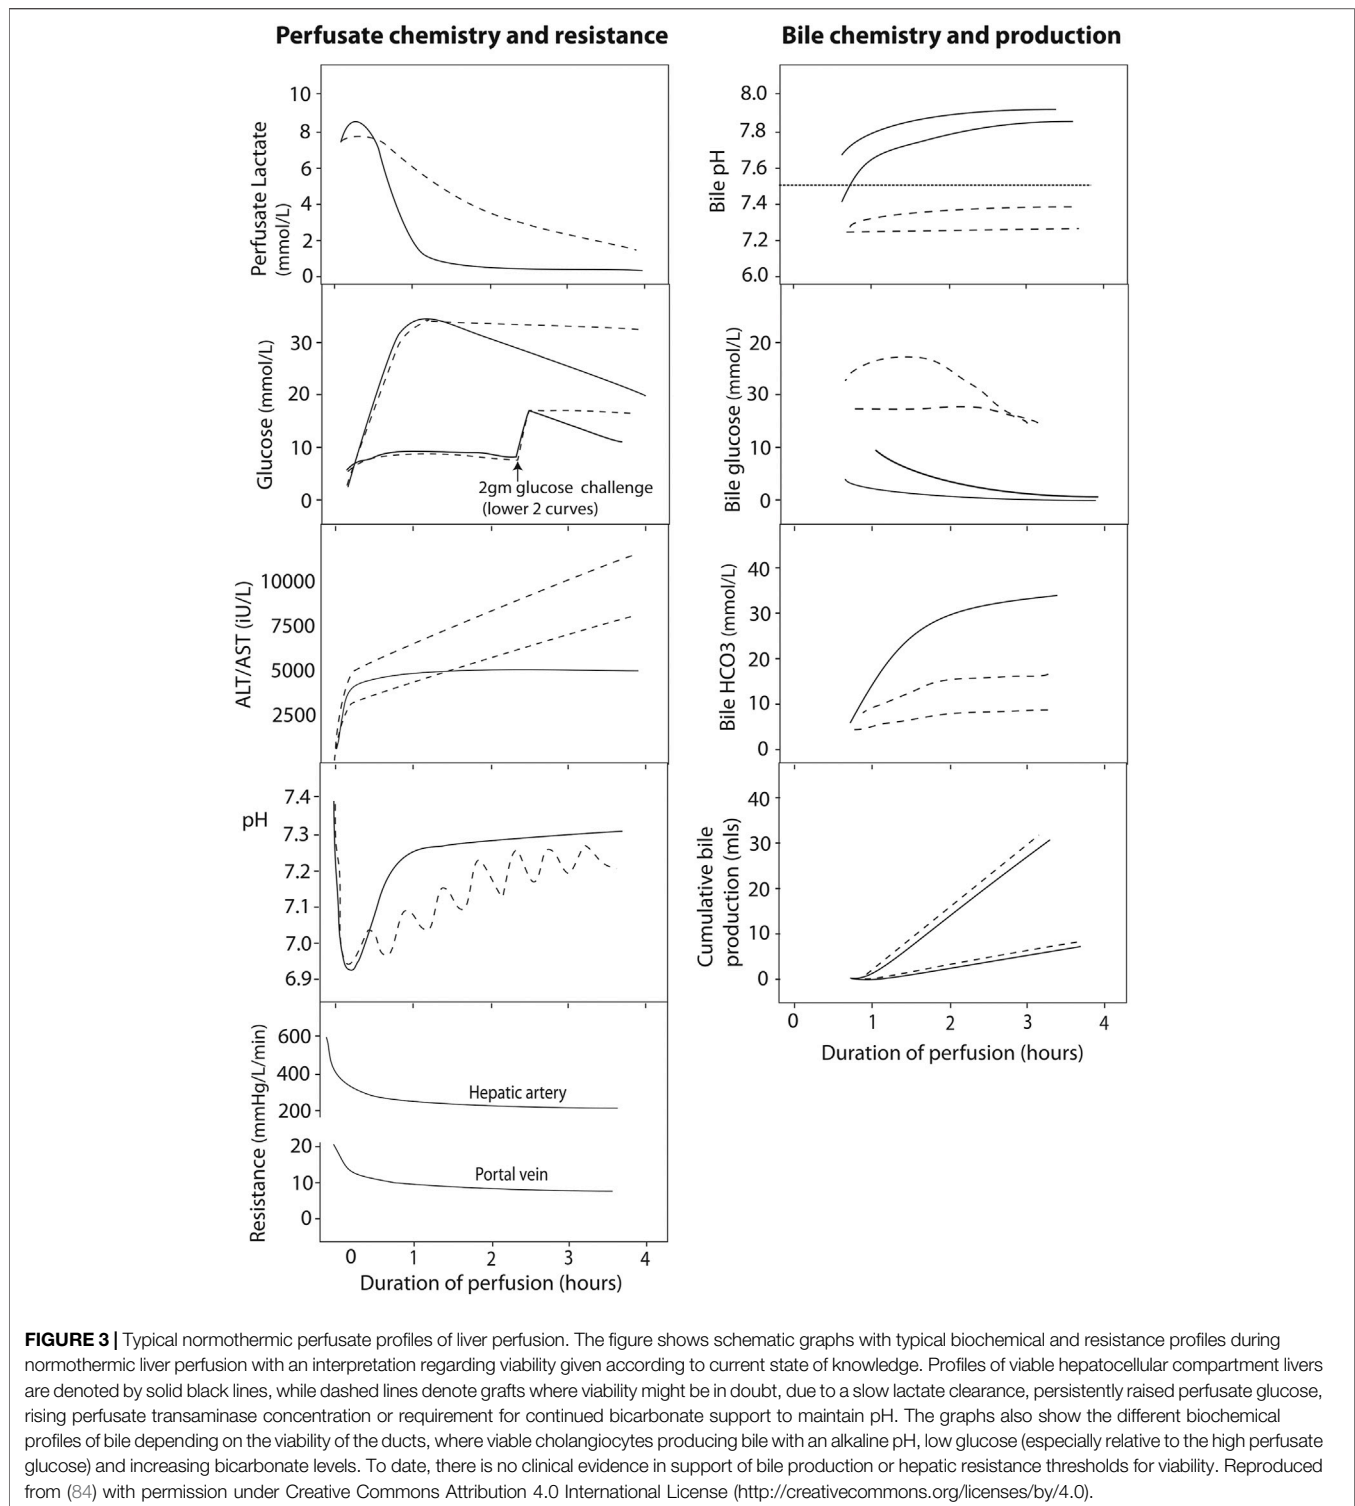 Perfusate chemistry and resistance
Bile chemistry and production
Perfusate Lactate
(mmol/L)
10
8
6
4
2
0
Glucose (mmol/L)
30
20
10
0
2gm glucose challenge
(lower 2 curves)
ALT/AST (iU/L)
10000
7500
5000
2500
pH
7.4
7.3
7.2
7.1
7.0
6.9
Resistance (mmHg/L/min)
600
400
200
Hepatic artery
20
10
0
Portal vein
0 1 2 3 4
Duration of perfusion (hours)
Bile pH
8.0
7.8
7.6
7.4
7.2
6.0
Bile glucose (mmol/L)
20
30
10
0
Bile HCO3 (mmol/L)
40
30
20
10
0
Cumulative bile
production (mls)
40
30
20
10
0
0 1 2 3 4
Duration of perfusion (hours)
FIGURE 3 | Typical normothermic perfusate profiles of liver perfusion. The figure shows schematic graphs with typical biochemical and resistance profiles during
normothermic liver perfusion with an interpretation regarding viability given according to current state of knowledge. Profiles of viable hepatocellular compartment livers
are denoted by solid black lines, while dashed lines denote grafts where viability might be in doubt, due to a slow lactate clearance, persistently raised perfusate glucose,
rising perfusate transaminase concentration or requirement for continued bicarbonate support to maintain pH. The graphs also show the different biochemical
profiles of bile depending on the viability of the ducts, where viable cholangiocytes producing bile with an alkaline pH, low glucose (especially relative to the high perfusate
glucose) and increasing bicarbonate levels. To date, there is no clinical evidence in support of bile production or hepatic resistance thresholds for viability. Reproduced
from (84) with permission under Creative Commons Attribution 4.0 International License (http://creativecommons.org/licenses/by/4.0).